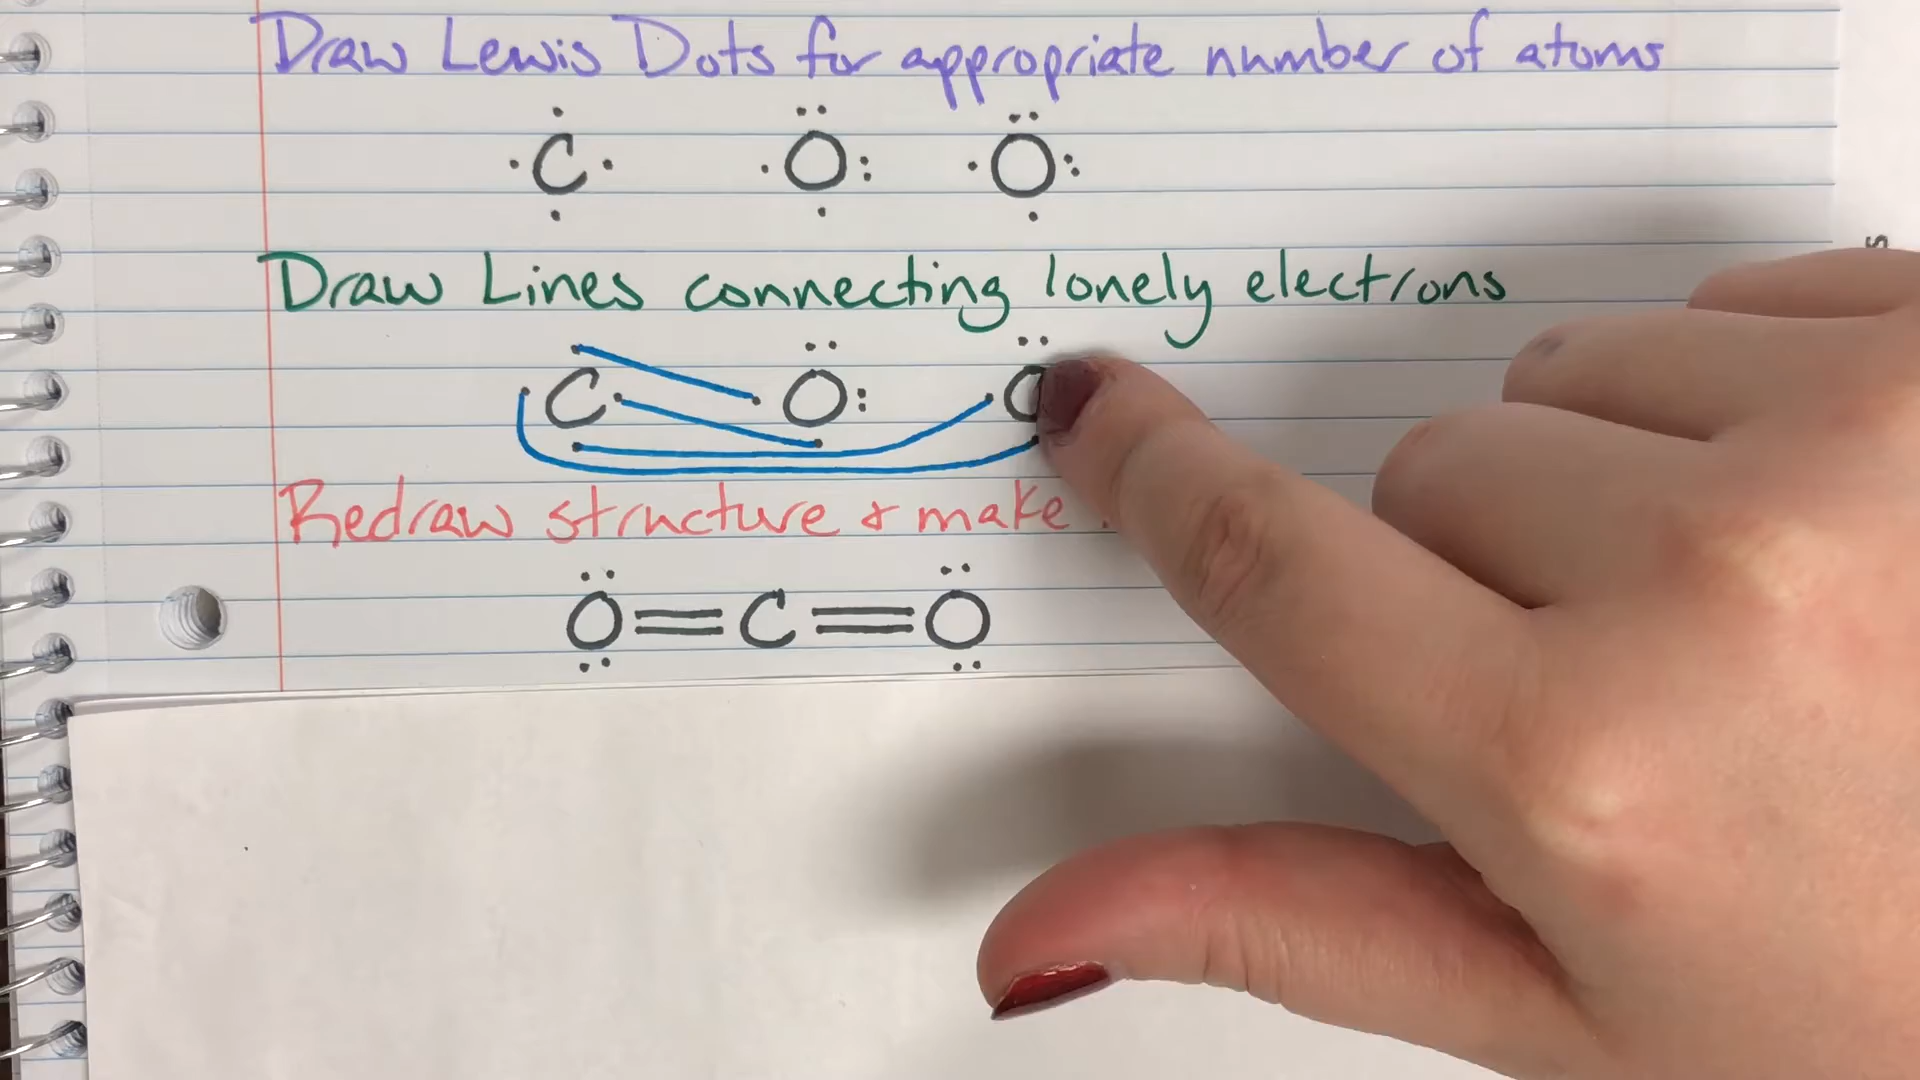 Draw Lewis Dots for appropriate number of atoms
C O O
Draw Lines connecting lonely electrons
C O O
Redraw structure & make
O=C=O